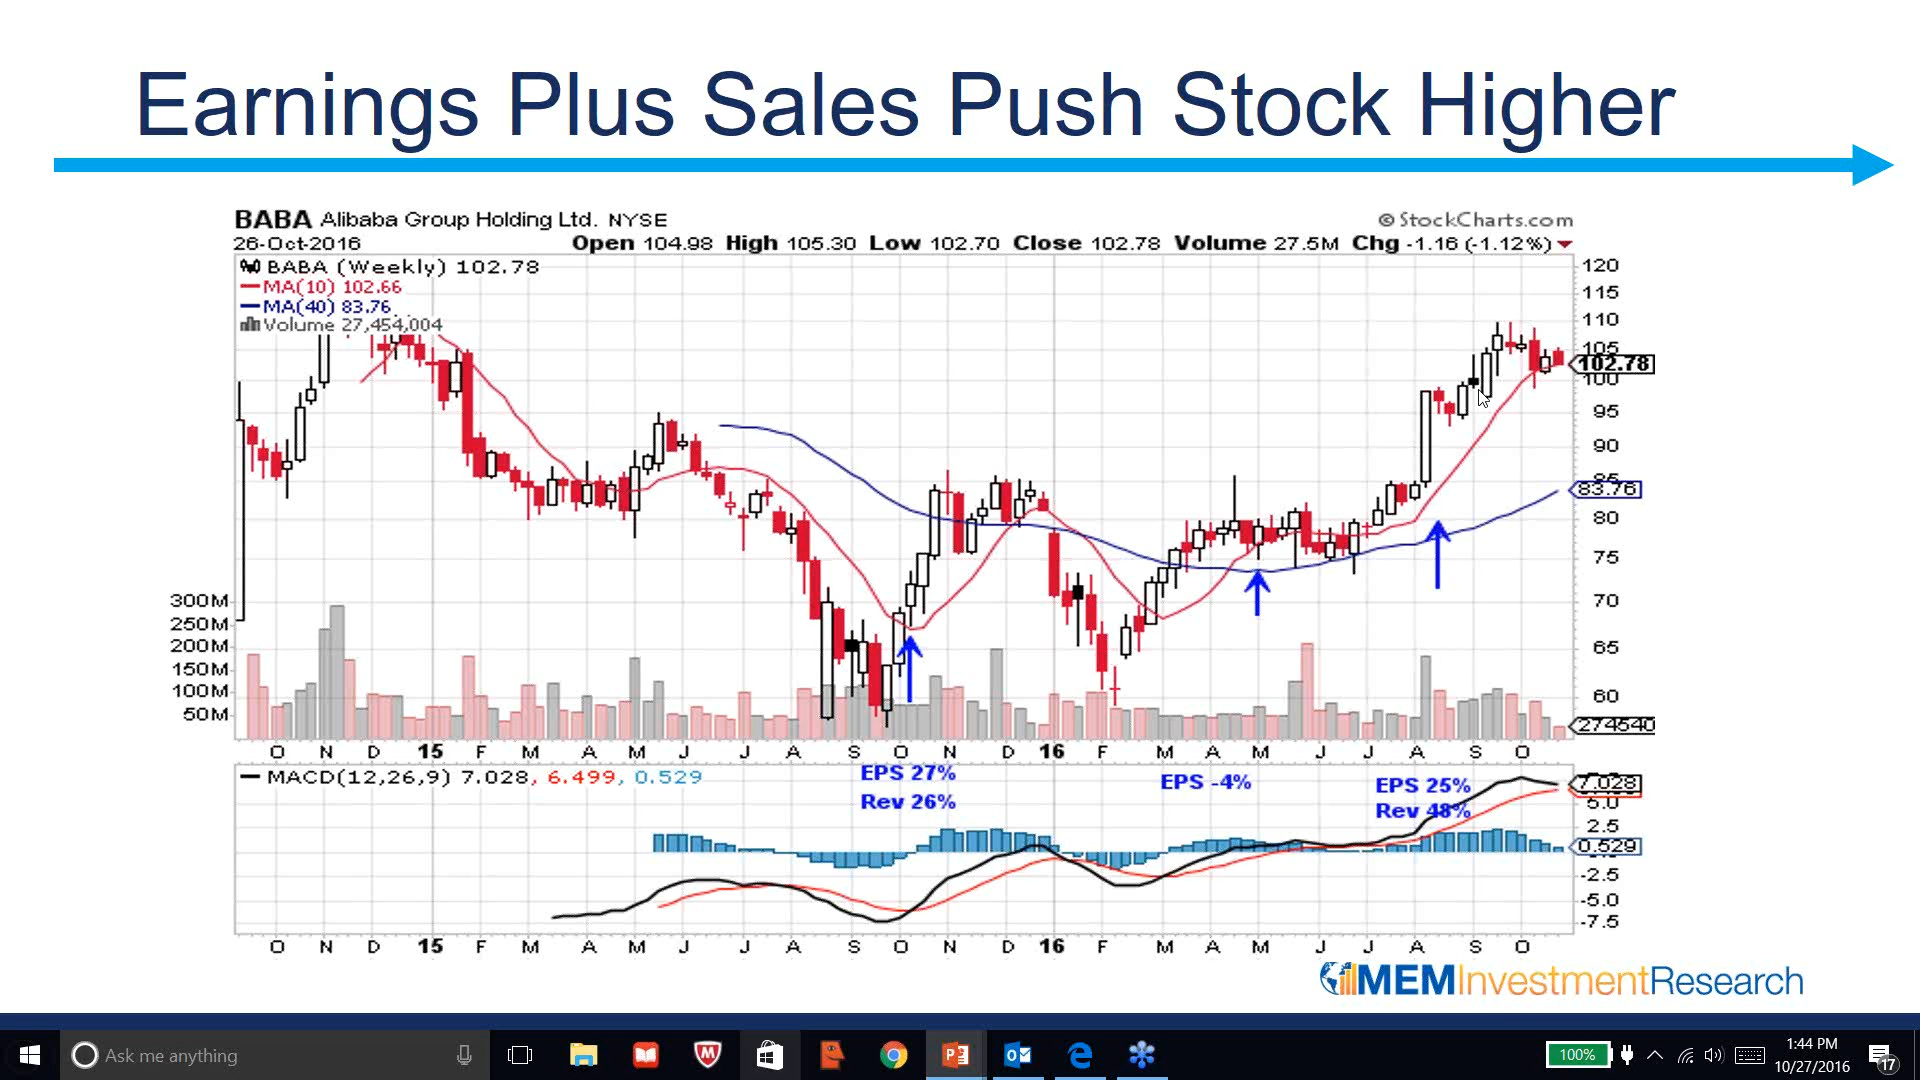 Earnings Plus Sales Push Stock Higher
BABA Alibaba Group Holding Ltd. NYSE
© StockCharts.com
26-Oct-2016
Open 104.98 High 105.30 Low 102.70 Close 102.78 Volume 27.5M Chg -1.16 (-1.12%)
BABA (Weekly) 102.78
MA(10) 102.66
MA(40) 83.76
Volume 27,454,004
120
115
110
105
102.78
100
95
90
85
83.76
80
75
70
65
60
274540
300M
250M
200M
150M
100M
50M
O N D 15 F M A M J J A S O N D 16 F M A M J J A S O
MACD(12,26,9) 7.028, 6.499, 0.529
EPS 27%
Rev 26%
EPS -4%
EPS 25%
Rev 48%
7.028
5.0
2.5
0.529
-2.5
-5.0
-7.5
O N D 15 F M A M J J A S O N D 16 F M A M J J A S O
MEMInvestmentResearch
Ask me anything
100%
1:44 PM
10/27/2016
17